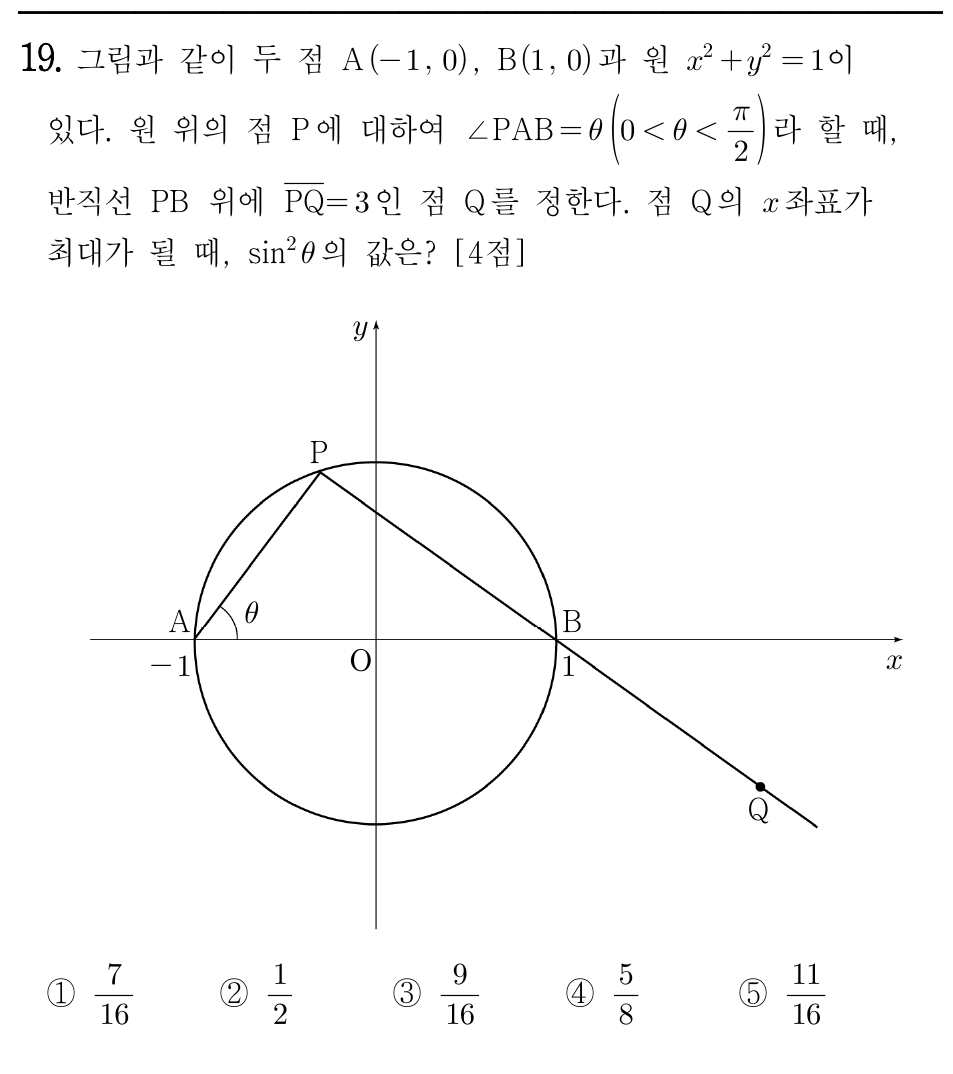 19. 그림과 같이 두 점 A(−1, 0), B(1, 0)과 원 x²+y²=1이
있다. 원 위의 점 P에 대하여 ∠PAB=θ(0<θ<π/2)라 할 때,
반직선 PB 위에 P̅Q̅=3인 점 Q를 정한다. 점 Q의 x좌표가
최대가 될 때, sin²θ의 값은? [4점]
y
P
A
θ
B
−1
O
1
x
Q
① 7/16 ② 1/2 ③ 9/16 ④ 5/8 ⑤ 11/16